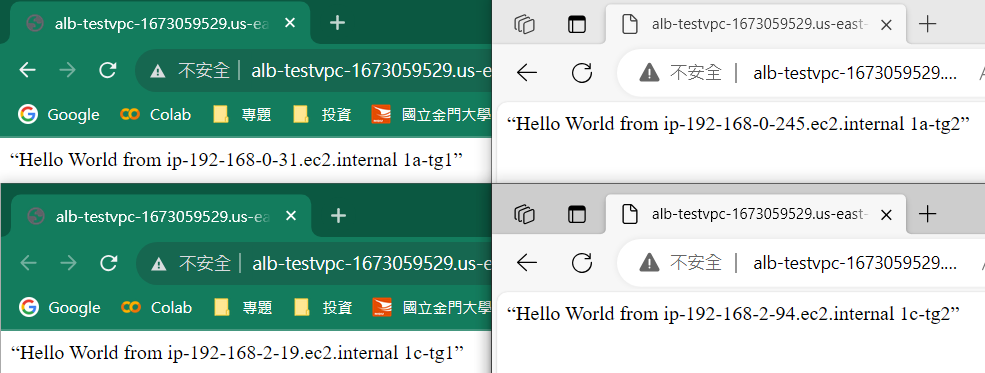 alb-testvpc-1673059529.us-ea
不安全 alb-testvpc-1673059529.us-e
Google Colab 專題 投資 國立金門大學
“Hello World from ip-192-168-0-31.ec2.internal 1a-tg1”
alb-testvpc-1673059529.us-east-
不安全 alb-testvpc-1673059529....
“Hello World from ip-192-168-0-245.ec2.internal 1a-tg2”
alb-testvpc-1673059529.us-ea
不安全 alb-testvpc-1673059529.us-e
Google Colab 專題 投資 國立金門大學
“Hello World from ip-192-168-2-19.ec2.internal 1c-tg1”
alb-testvpc-1673059529.us-east-
不安全 alb-testvpc-1673059529....
“Hello World from ip-192-168-2-94.ec2.internal 1c-tg2”